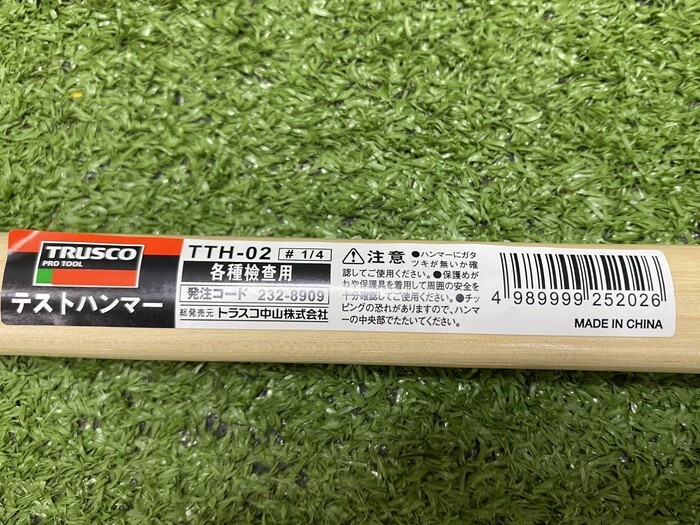 TRUSCO
PRO TOOL
テストハンマー
TTH-02 # 1/4
各種検査用
発注コード 232-8909
総発売元 トラスコ中山株式会社
注意 ●ハンマーにガタ
ツキが無いか確
認してご使用ください。●保護めが
ねや保護具を着用して周囲の安全を
十分確認してご使用ください。●チッ
ピングの恐れがありますので、ハンマ
ーの中央部でたたいてください。
4 989999 252026
MADE IN CHINA